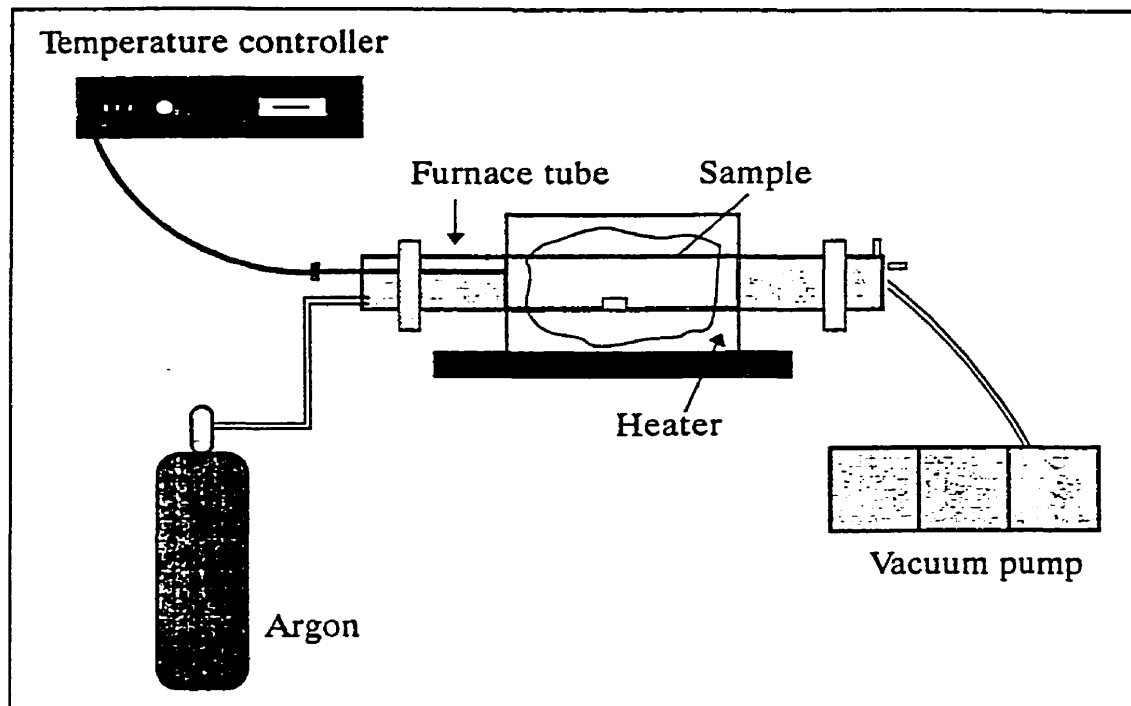 Temperature controller
Furnace tube
Sample
Heater
Vacuum pump
Argon